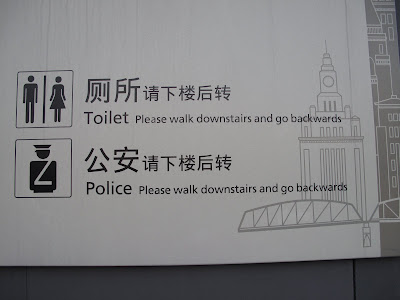 厕所请下楼后转
Toilet Please walk downstairs and go backwards
公安请下楼后转
Police Please walk downstairs and go backwards